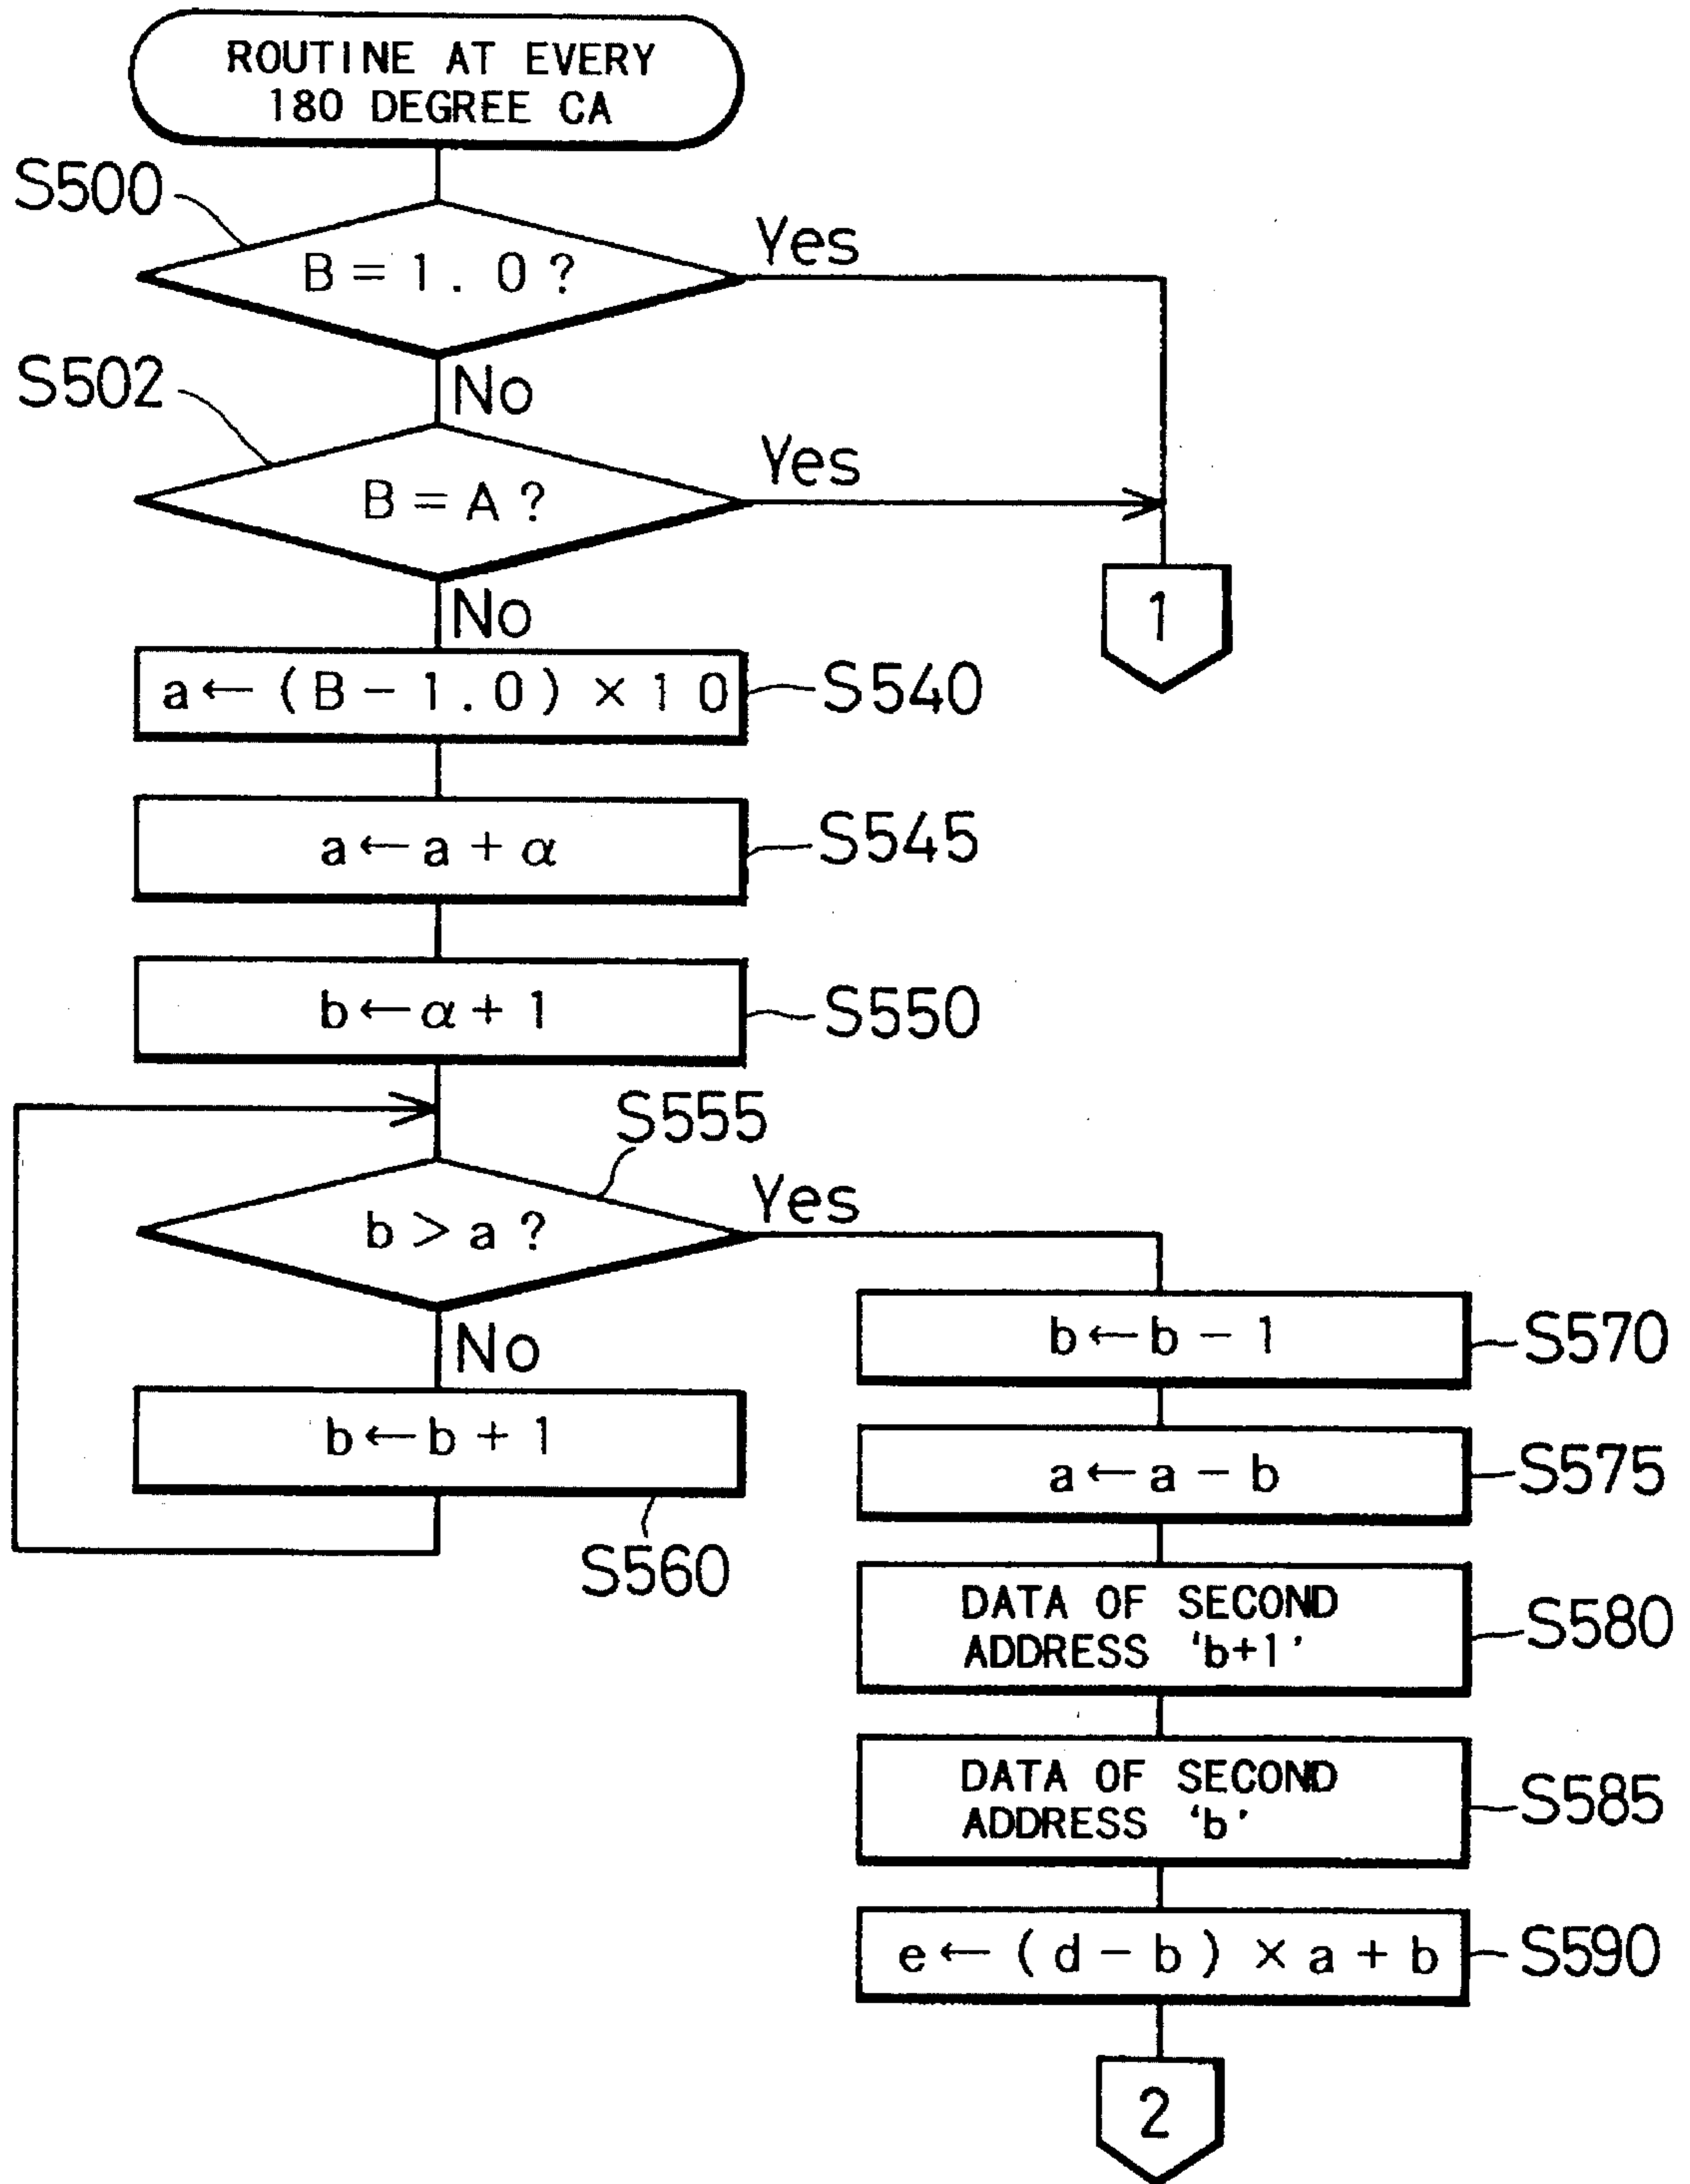 ROUTINE AT EVERY
180 DEGREE CA
S500
B = 1. 0 ?
Yes
No
S502
B = A ?
Yes
No
1
a ← ( B − 1 . 0 ) × 1 0
S540
a ← a + α
S545
b ← α + 1
S550
S555
b > a ?
Yes
No
b ← b + 1
S560
b ← b − 1
S570
a ← a − b
S575
DATA OF SECOND
ADDRESS 'b+1'
S580
DATA OF SECOND
ADDRESS 'b'
S585
e ← ( d − b ) × a + b
S590
2